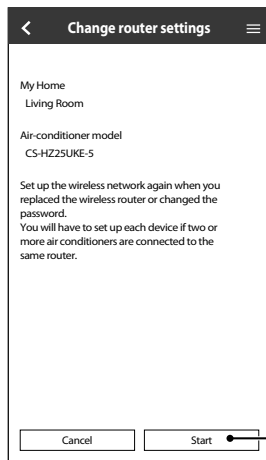 Change router settings
My Home
Living Room
Air-conditioner model
CS-HZ25UKE-5
Set up the wireless network again when you
replaced the wireless router or changed the
password.
You will have to set up each device if two or
more air conditioners are connected to the
same router.
Cancel
Start